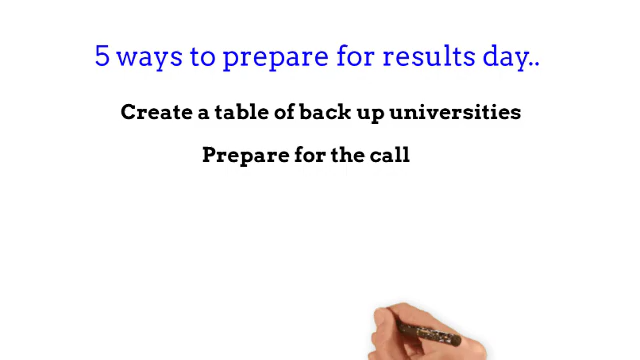 5 ways to prepare for results day..
Create a table of back up universities
Prepare for the call